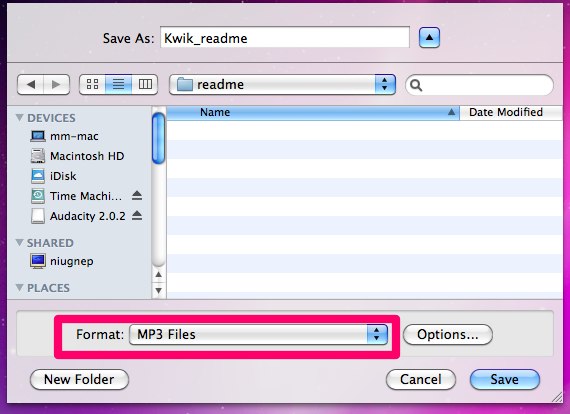 Save As: Kwik_readme
readme
Name Date Modified
DEVICES
mm-mac
Macintosh HD
iDisk
Time Machi...
Audacity 2.0.2
SHARED
niugnep
PLACES
Format: MP3 Files Options...
New Folder Cancel Save